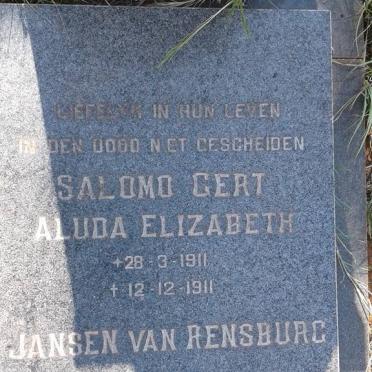 LIEFELYK IN HUN LEVEN
IN DEN DOOD NIET GESCHEIDEN
SALOMO GERT
ALUDA ELIZABETH
+28-3-1911
†12-12-1911
JANSEN VAN RENSBURG